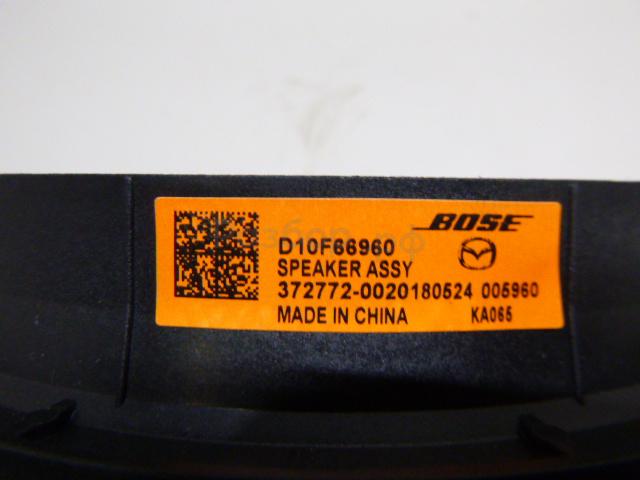 BOSE
D10F66960
SPEAKER ASSY
372772-0020180524 005960
MADE IN CHINA KA065